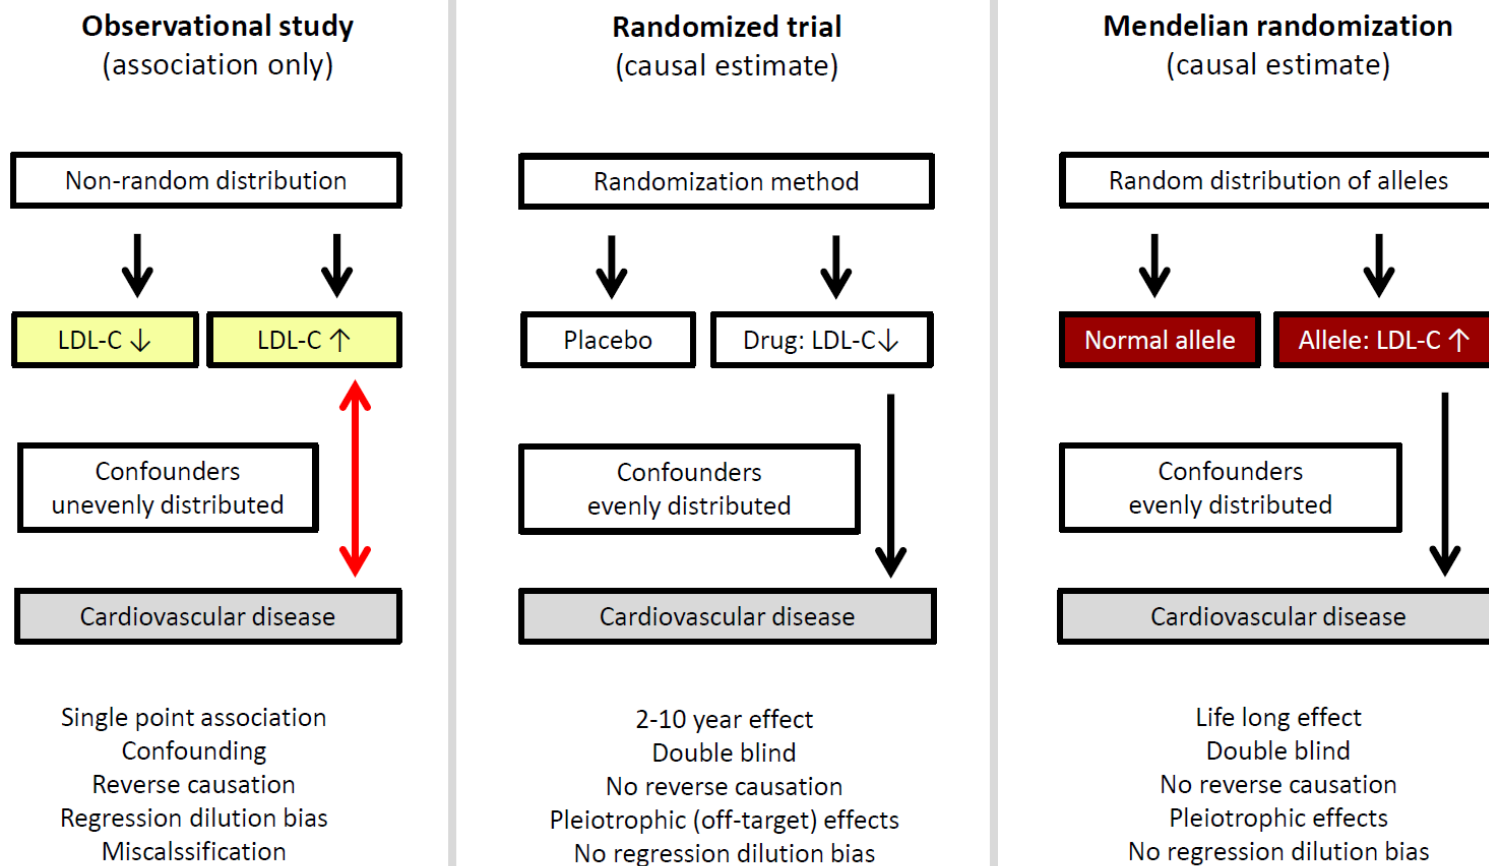 Observational study
(association only)
Non-random distribution
LDL-C ↓
LDL-C ↑
Confounders
unevenly distributed
Cardiovascular disease
Single point association
Confounding
Reverse causation
Regression dilution bias
Miscalssification
Randomized trial
(causal estimate)
Randomization method
Placebo
Drug: LDL-C↓
Confounders
evenly distributed
Cardiovascular disease
2-10 year effect
Double blind
No reverse causation
Pleiotrophic (off-target) effects
No regression dilution bias
Mendelian randomization
(causal estimate)
Random distribution of alleles
Normal allele
Allele: LDL-C ↑
Confounders
evenly distributed
Cardiovascular disease
Life long effect
Double blind
No reverse causation
Pleiotrophic effects
No regression dilution bias